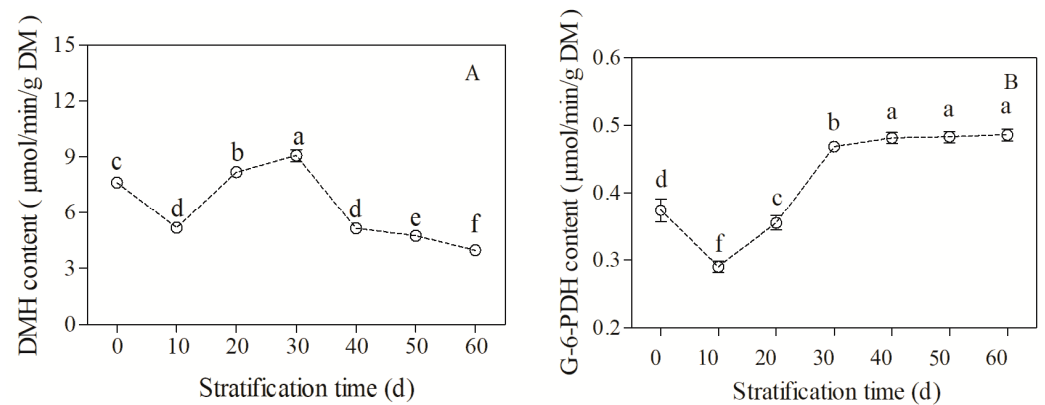 DMH content ( μmol/min/g DM)
15
12
9
6
3
0
A
c
d
b
a
d
e
f
0 10 20 30 40 50 60
Stratification time (d)
G-6-PDH content ( μmol/min/g DM)
0.6
0.5
0.4
0.3
0.2
B
d
f
c
b
a
a
a
0 10 20 30 40 50 60
Stratification time (d)